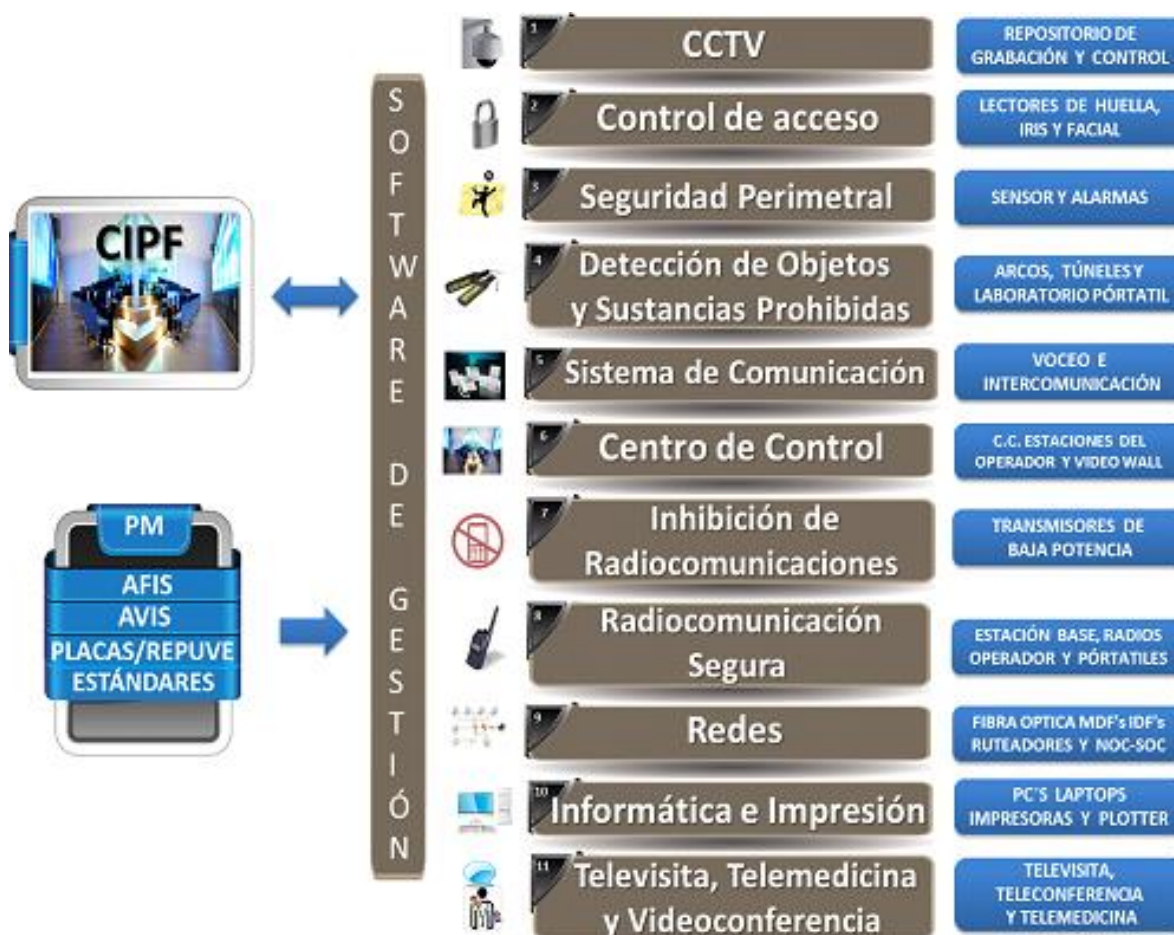 1
CCTV
REPOSITORIO DE
GRABACIÓN Y CONTROL
2
Control de acceso
LECTORES DE HUELLA,
IRIS Y FACIAL
3
Seguridad Perimetral
SENSOR Y ALARMAS
4
Detección de Objetos
y Sustancias Prohibidas
ARCOS, TÚNELES Y
LABORATORIO PÓRTATIL
5
Sistema de Comunicación
VOCEO E
INTERCOMUNICACIÓN
6
Centro de Control
C.C. ESTACIONES DEL
OPERADOR Y VIDEO WALL
7
Inhibición de
Radiocomunicaciones
TRANSMISORES DE
BAJA POTENCIA
8
Radiocomunicación
Segura
ESTACIÓN BASE, RADIOS
OPERADOR Y PÓRTATILES
9
Redes
FIBRA OPTICA MDF's IDF's
RUTEADORES Y NOC-SOC
10
Informática e Impresión
PC´S LAPTOPS
IMPRESORAS Y PLOTTER
11
Televisita, Telemedicina
y Videoconferencia
TELEVISITA,
TELECONFERENCIA
Y TELEMEDICINA
SOFTWARE DE GESTIÓN
CIPF
PM
AFIS
AVIS
PLACAS/REPUVE
ESTÁNDARES